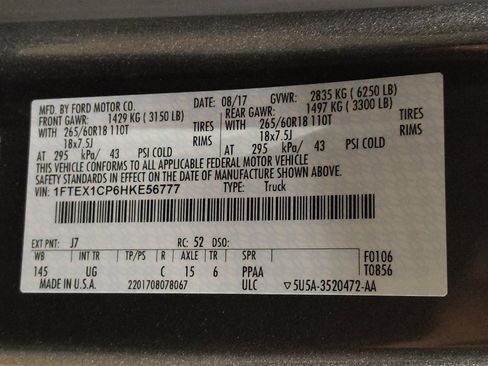 MFD. BY FORD MOTOR CO. DATE: 08/17 GVWR: 2835 KG ( 6250 LB)
FRONT GAWR: 1429 KG ( 3150 LB) REAR GAWR: 1497 KG ( 3300 LB)
WITH 265/60R18 110T TIRES WITH 265/60R18 110T TIRES
18x7.5J RIMS 18x7.5J RIMS
AT 295 kPa/ 43 PSI COLD AT 295 kPa/ 43 PSI COLD
THIS VEHICLE CONFORMS TO ALL APPLICABLE FEDERAL MOTOR VEHICLE
SAFETY STANDARDS IN EFFECT ON THE DATE OF MANUFACTURE SHOWN ABOVE.
VIN: 1FTEX1CP6HKE56777 TYPE: Truck
EXT PNT: J7 RC: 52 DSO:
WB INT TR TP/PS R AXLE TR SPR F0106
145 UG C 15 6 PPAA T0856
MADE IN U.S.A. 2201708078067 ULC ▽5U5A-3520472-AA